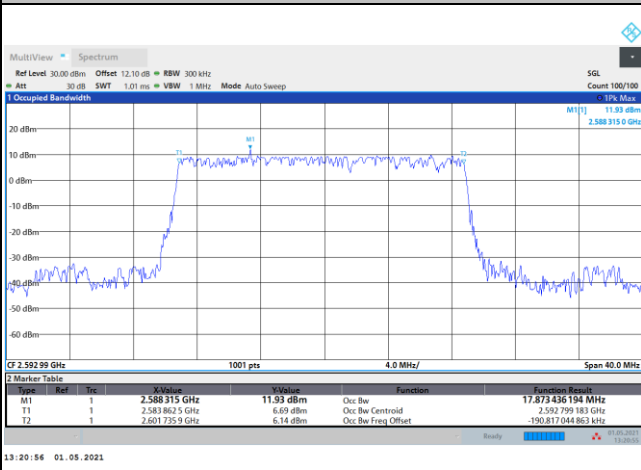 MultiView Spectrum
Ref Level 30.00 dBm Offset 12.10 dB RBW 300 kHz SGL
Att 30 dB SWT 1.01 ms VBW 1 MHz Mode Auto Sweep Count 100/100
1 Occupied Bandwidth 1Pk Max
M1[1] 11.93 dBm
2.588 315 0 GHz
20 dBm
M1
T1 T2
10 dBm
0 dBm
-10 dBm
-20 dBm
-30 dBm
-40 dBm
-50 dBm
-60 dBm
CF 2.592 99 GHz 1001 pts 4.0 MHz/ Span 40.0 MHz
2 Marker Table
Type Ref Trc X-Value Y-Value Function Function Result
M1 1 2.588 315 GHz 11.93 dBm Occ Bw 17.873 436 194 MHz
T1 1 2.583 862 5 GHz 6.69 dBm Occ Bw Centroid 2.592 799 183 GHz
T2 1 2.601 735 9 GHz 6.14 dBm Occ Bw Freq Offset -190.817 044 863 kHz
Ready 01.05.2021
13:20:55
13:20:56 01.05.2021